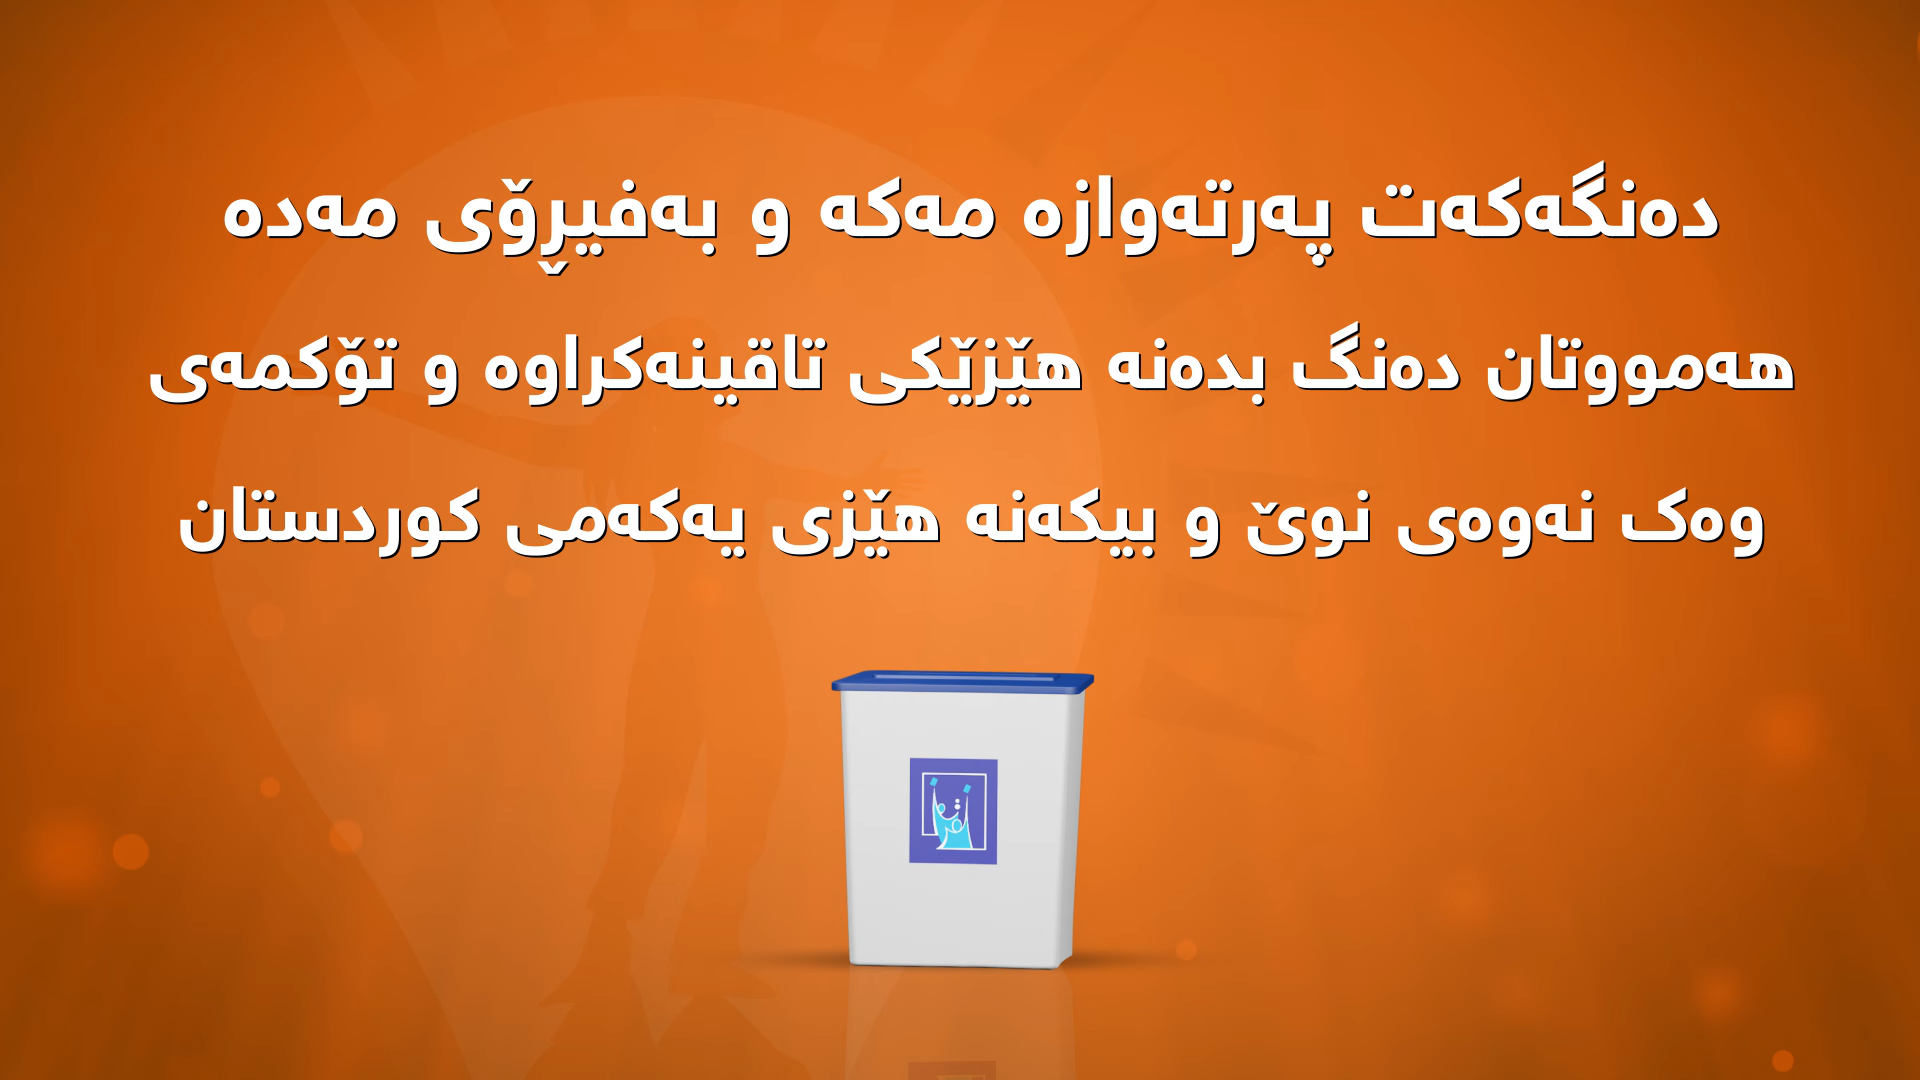 دەنگەکەت پەرتەوازە مەکە و بەفیڕۆی مەدە
هەمووتان دەنگ بدەنە هێزێکی تاقینەکراوە و تۆکمەی
وەک نەوەی نوێ و بیکەنە هێزی یەکەمی کوردستان